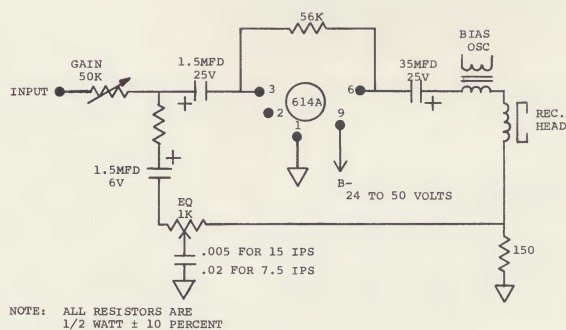 56K
BIAS
OSC
GAIN
50K
1.5MFD
25V
35MFD
25V
INPUT
+
3
614A
6
+
2
1
9
REC.
HEAD
1.5MFD
6V
+
B-
24 TO 50 VOLTS
EQ
1K
.005 FOR 15 IPS
.02 FOR 7.5 IPS
150
NOTE: ALL RESISTORS ARE
1/2 WATT ± 10 PERCENT